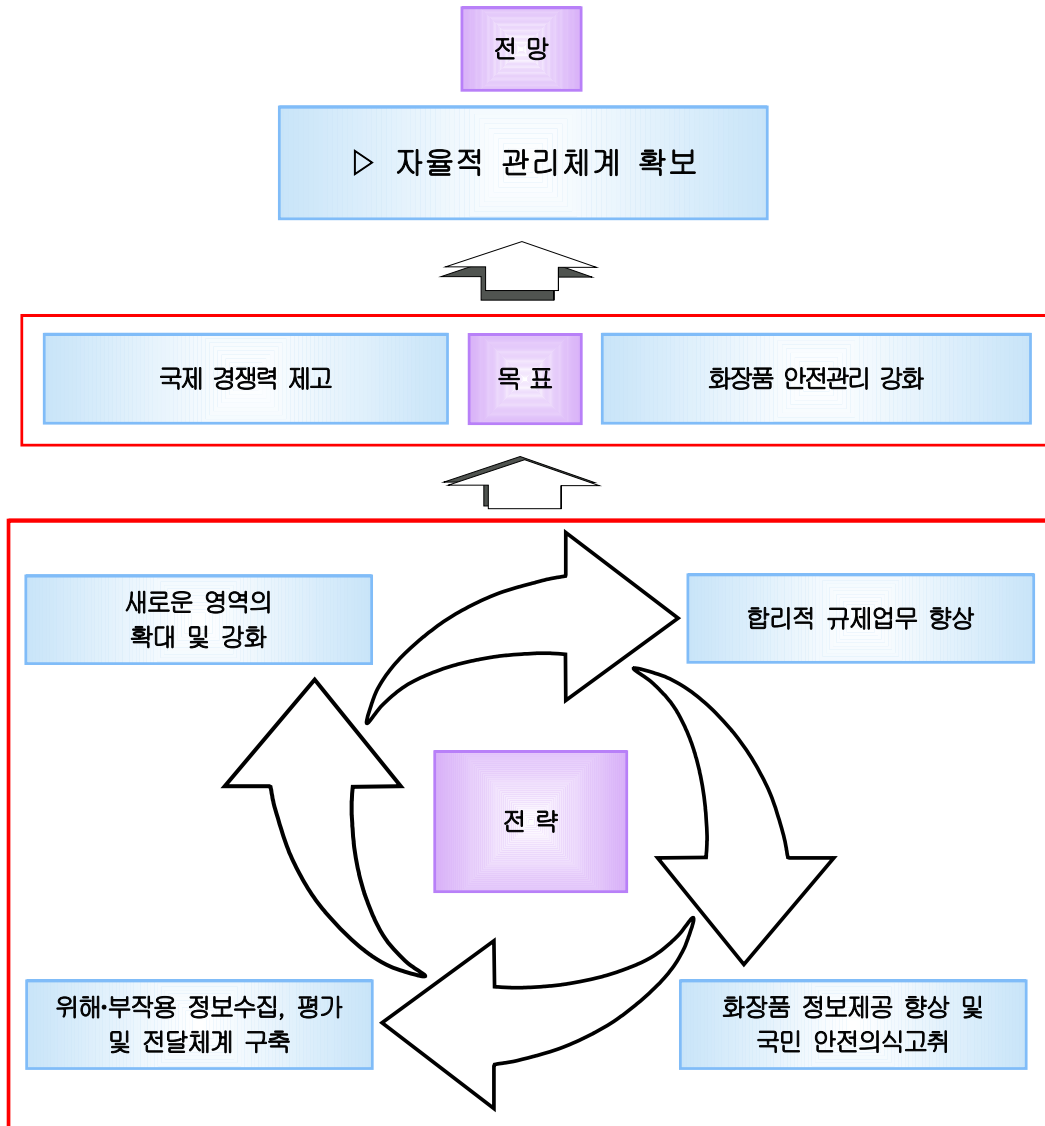 전 망
▷ 자율적 관리체계 확보
국제 경쟁력 제고
목 표
화장품 안전관리 강화
새로운 영역의
확대 및 강화
합리적 규제업무 향상
전 략
위해·부작용 정보수집, 평가
및 전달체계 구축
화장품 정보제공 향상 및
국민 안전의식고취